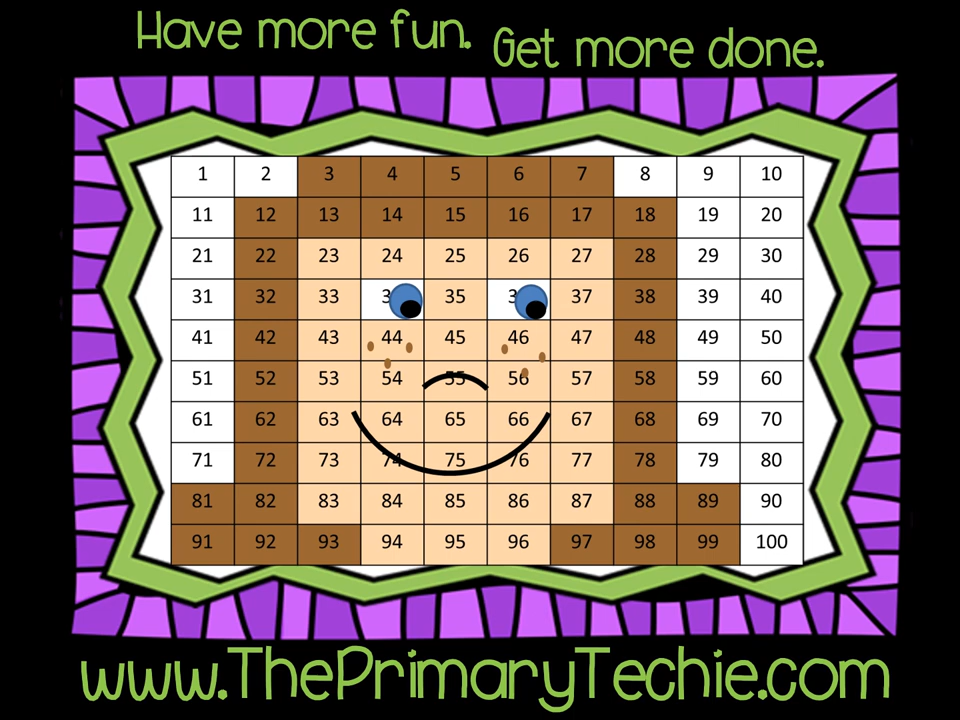 Have more fun. Get more done.
1 2 3 4 5 6 7 8 9 10
11 12 13 14 15 16 17 18 19 20
21 22 23 24 25 26 27 28 29 30
31 32 33 35 37 38 39 40
41 42 43 44 45 46 47 48 49 50
51 52 53 54 55 56 57 58 59 60
61 62 63 64 65 66 67 68 69 70
71 72 73 74 75 76 77 78 79 80
81 82 83 84 85 86 87 88 89 90
91 92 93 94 95 96 97 98 99 100
www.ThePrimaryTechie.com